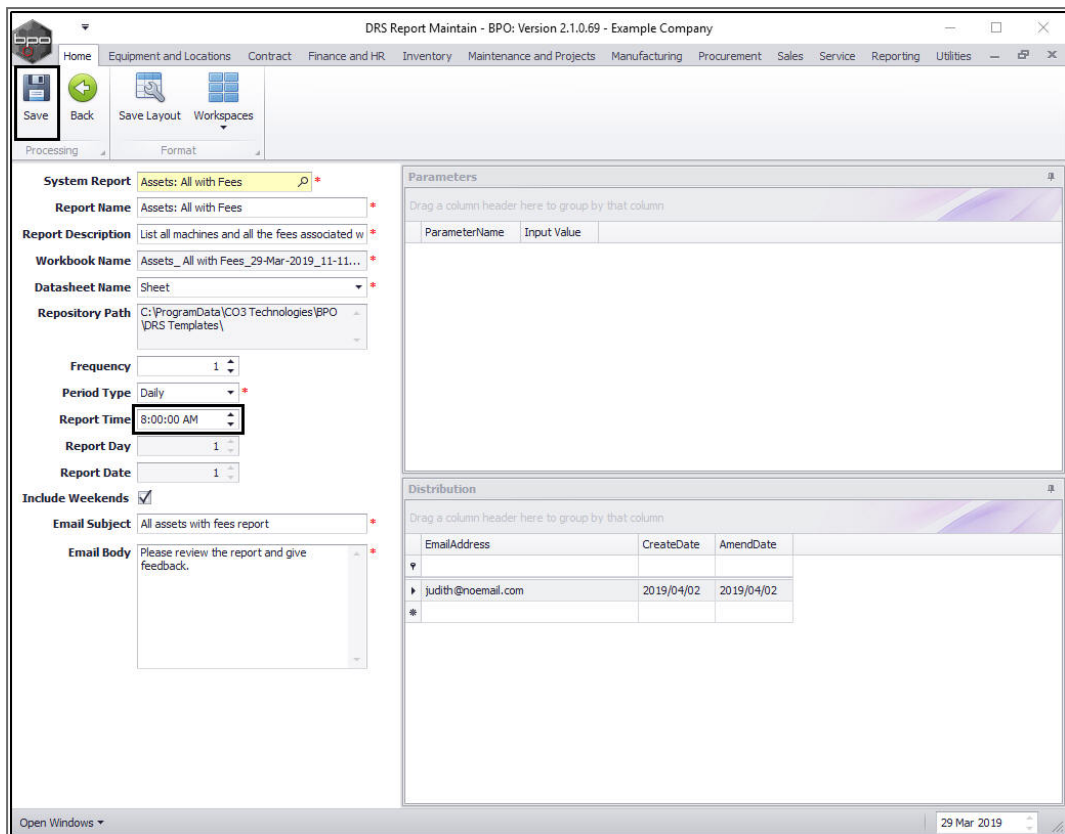 DRS Report Maintain - BPO: Version 2.1.0.69 - Example Company
bpo
Home Equipment and Locations Contract Finance and HR Inventory Maintenance and Projects Manufacturing Procurement Sales Service Reporting Utilities
Save Back Save Layout Workspaces
Processing Format
System Report Assets: All with Fees *
Report Name Assets: All with Fees *
Report Description List all machines and all the fees associated w *
Workbook Name Assets_ All with Fees_29-Mar-2019_11-11... *
Datasheet Name Sheet *
Repository Path C:\ProgramData\CO3 Technologies\BPO
\DRS Templates\
Frequency 1
Period Type Daily *
Report Time 8:00:00 AM
Report Day 1
Report Date 1
Include Weekends
Email Subject All assets with fees report *
Email Body Please review the report and give *
feedback.
Parameters
Drag a column header here to group by that column
ParameterName Input Value
Distribution
Drag a column header here to group by that column
EmailAddress CreateDate AmendDate
judith@noemail.com 2019/04/02 2019/04/02
Open Windows 29 Mar 2019